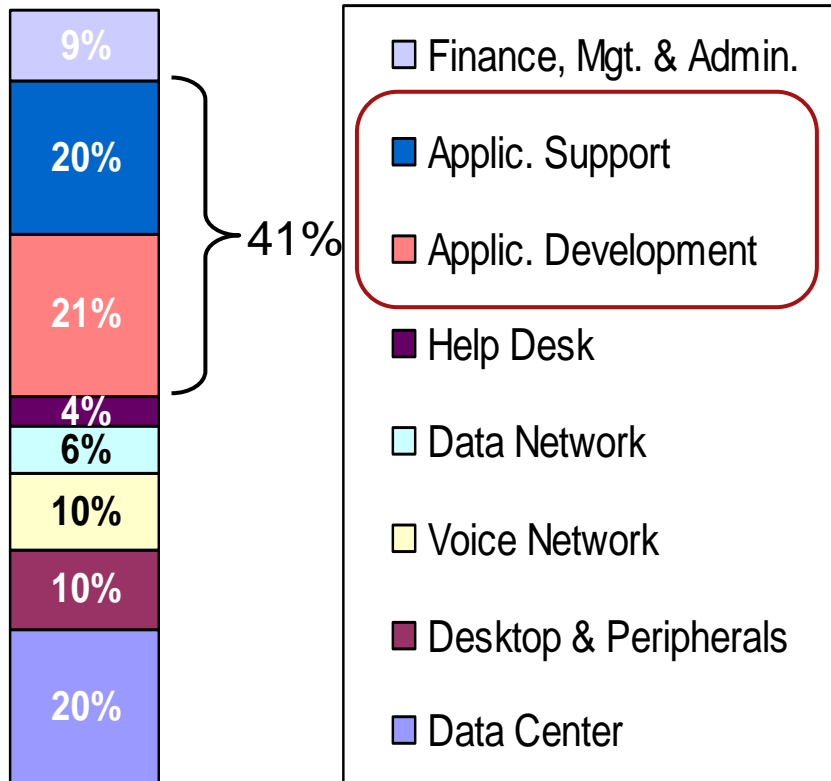 9%
20%
21%
4%
6%
10%
10%
20%
41%
Finance, Mgt. & Admin.
Applic. Support
Applic. Development
Help Desk
Data Network
Voice Network
Desktop & Peripherals
Data Center